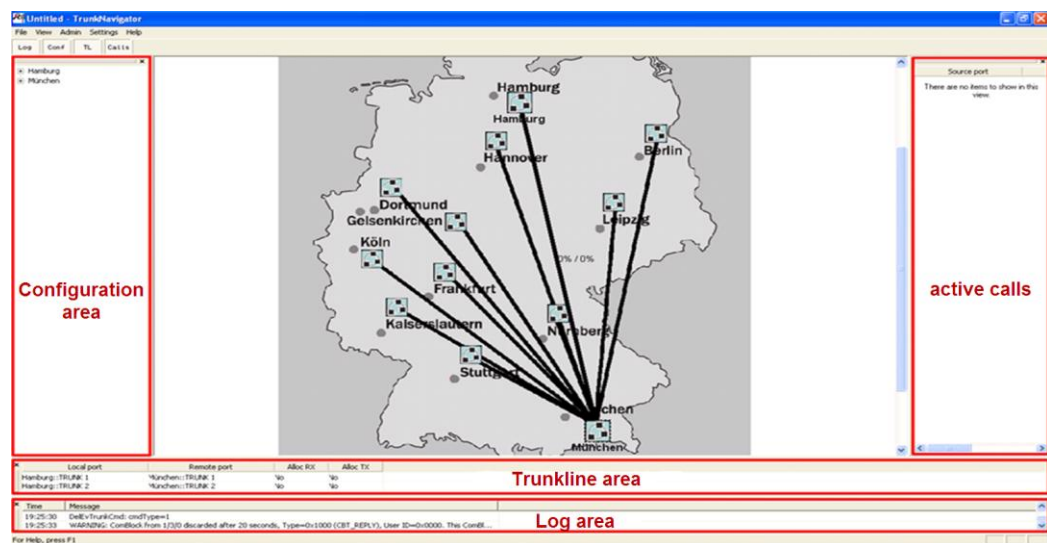 Untitled - TrunkNavigator
File View Admin Settings Help
Log Conf TL Calls
Hamburg
München
Configuration
area
Hamburg
Hamburg
Hannover
Berlin
Dortmund
Gelsenkirchen
Leipzig
Köln
0% / 0%
Frankfurt
Kaiserslautern
Nürnberg
Stuttgart
chen
München
Source port
There are no items to show in this
view.
active calls
Local port Remote port Alloc RX Alloc TX
Hamburg::TRUNK 1 München::TRUNK 1 No No
Hamburg::TRUNK 2 München::TRUNK 2 No No
Trunkline area
Time Message
19:25:30 DelEvTrunkCmd: cmdType=1
19:25:33 WARNING: ComBlock from 1/3/0 discarded after 20 seconds, Type=0x1000 (CBT_REPLY), User ID=0x0000. This ComBl...
Log area
For Help, press F1